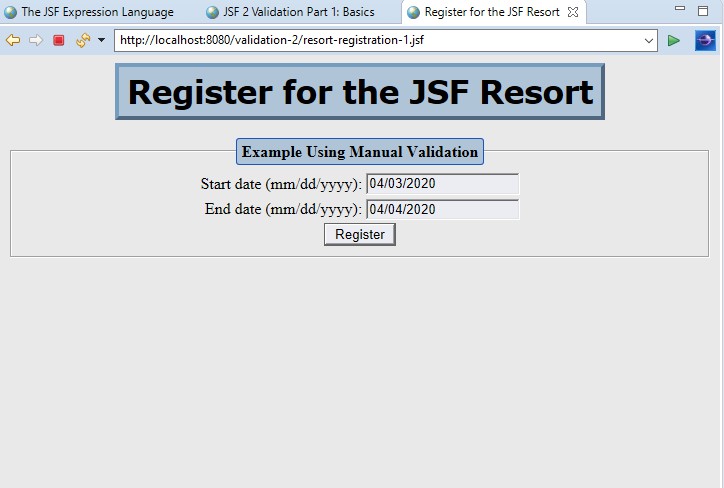 The JSF Expression Language JSF 2 Validation Part 1: Basics Register for the JSF Resort
http://localhost:8080/validation-2/resort-registration-1.jsf
Register for the JSF Resort
Example Using Manual Validation
Start date (mm/dd/yyyy): 04/03/2020
End date (mm/dd/yyyy): 04/04/2020
Register